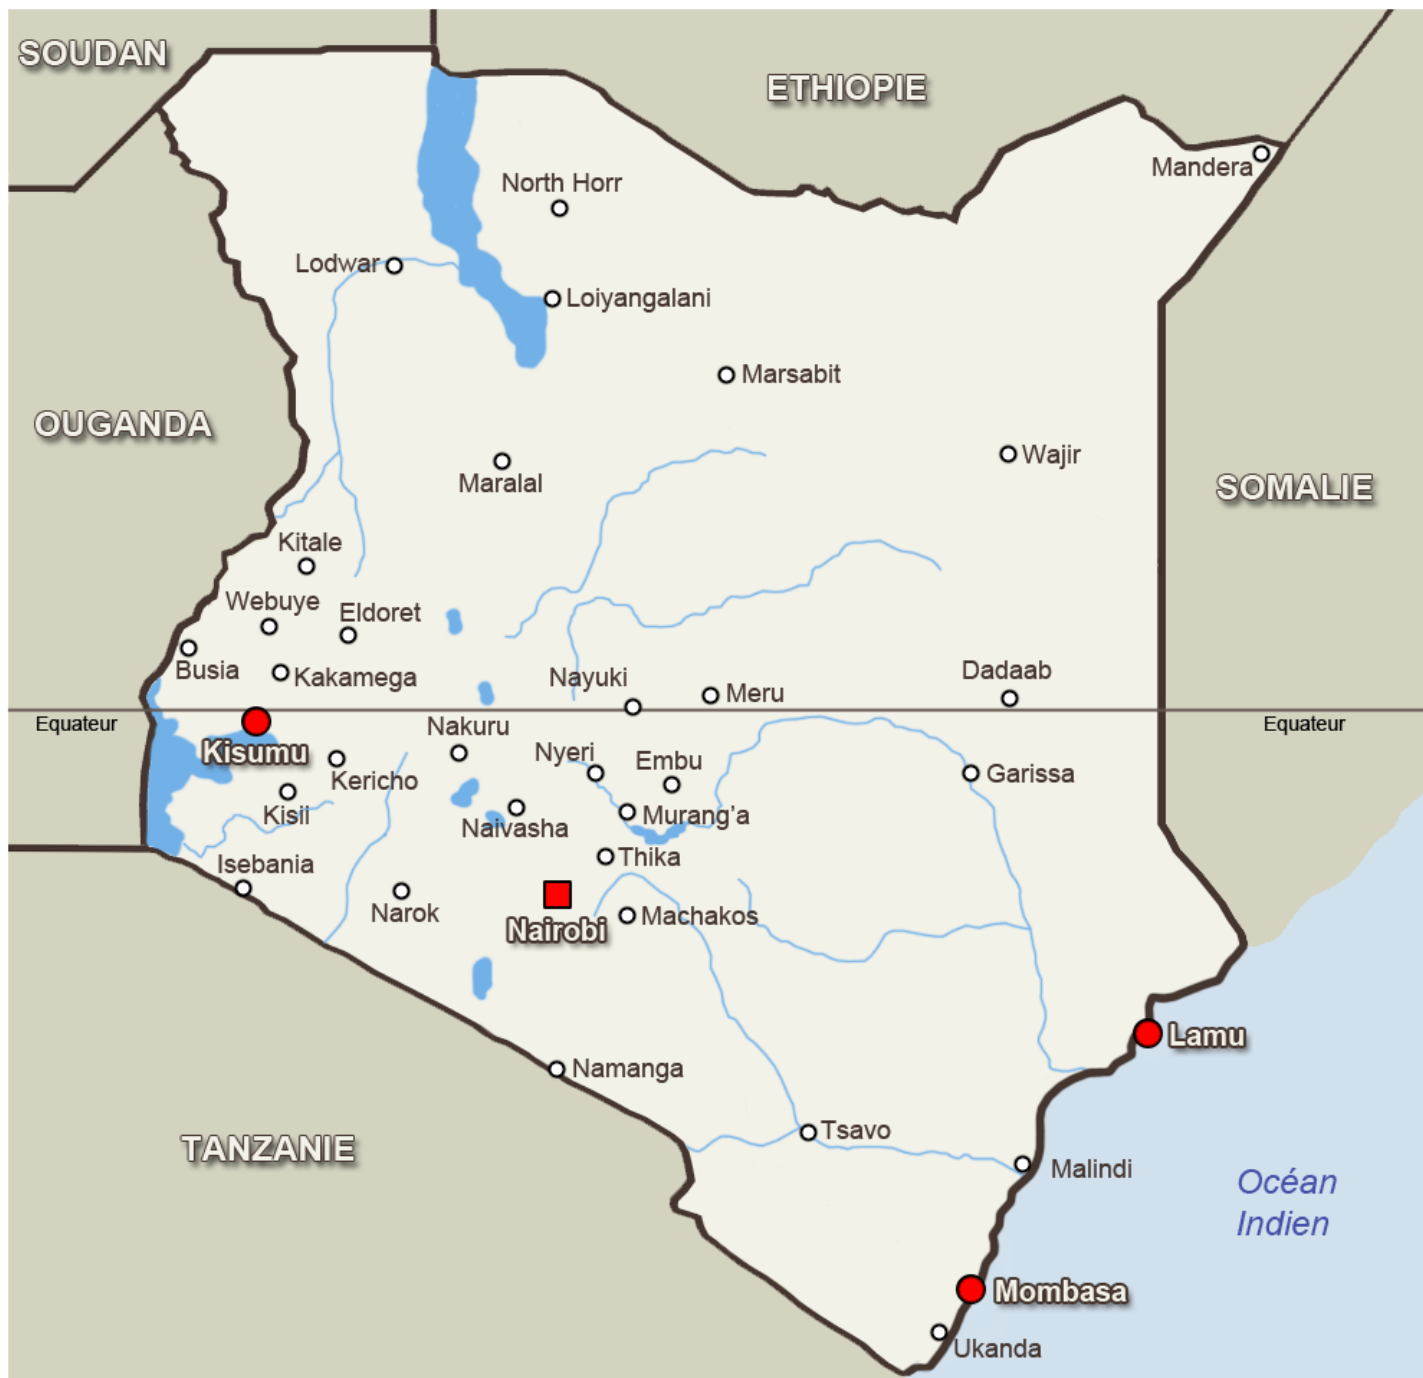 SOUDAN
ETHIOPIE
Mandera
North Horr
Lodwar
Loiyangalani
Marsabit
OUGANDA
Wajir
Maralal
SOMALIE
Kitale
Webuye
Eldoret
Busia
Kakamega
Nayuki
Meru
Dadaab
Equateur
Equateur
Kisumu
Nakuru
Nyeri
Embu
Garissa
Kericho
Kisii
Naivasha
Murang'a
Isebania
Thika
Narok
Nairobi
Machakos
Lamu
Namanga
Tsavo
TANZANIE
Malindi
Océan
Indien
Mombasa
Ukanda